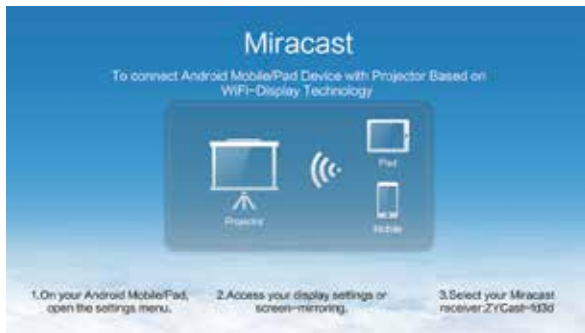 Miracast
To connect Android Mobile/Pad Device with Projector Based on
WiFi-Display Technology
Pad
Projector
Mobile
1.On your Android Mobile/Pad,
open the settings menu.
2.Access your display settings or
screen-mirroring.
3.Select your Miracast
receiver:ZYCast-fd3d